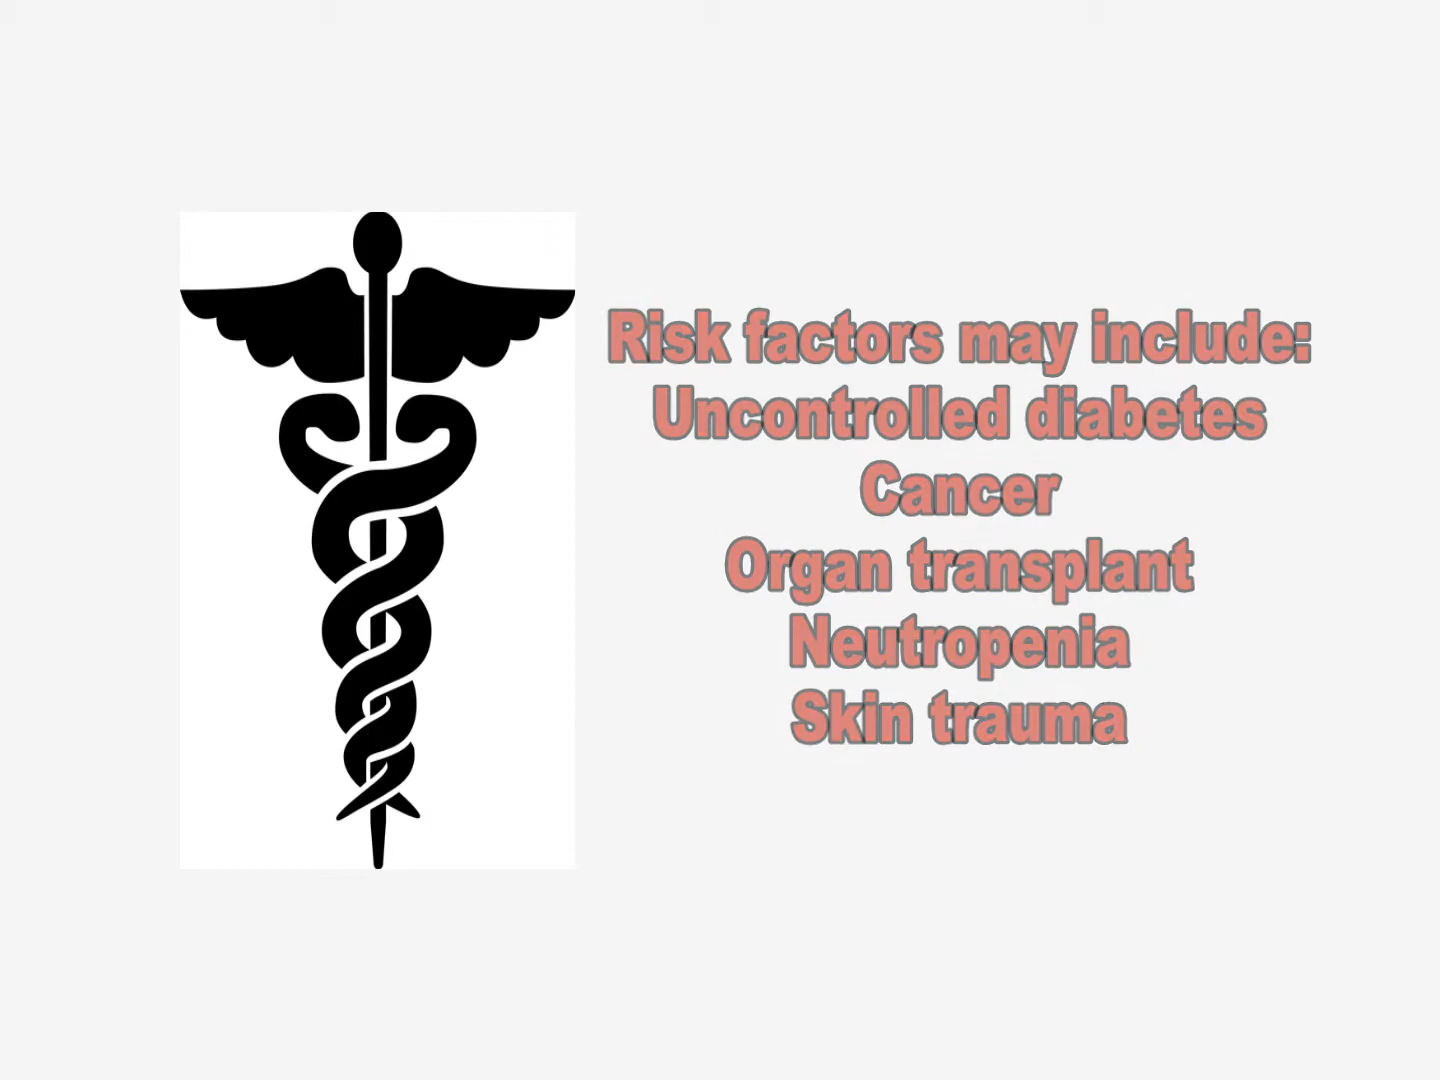 Risk factors may include:
Uncontrolled diabetes
Cancer
Organ transplant
Neutropenia
Skin trauma